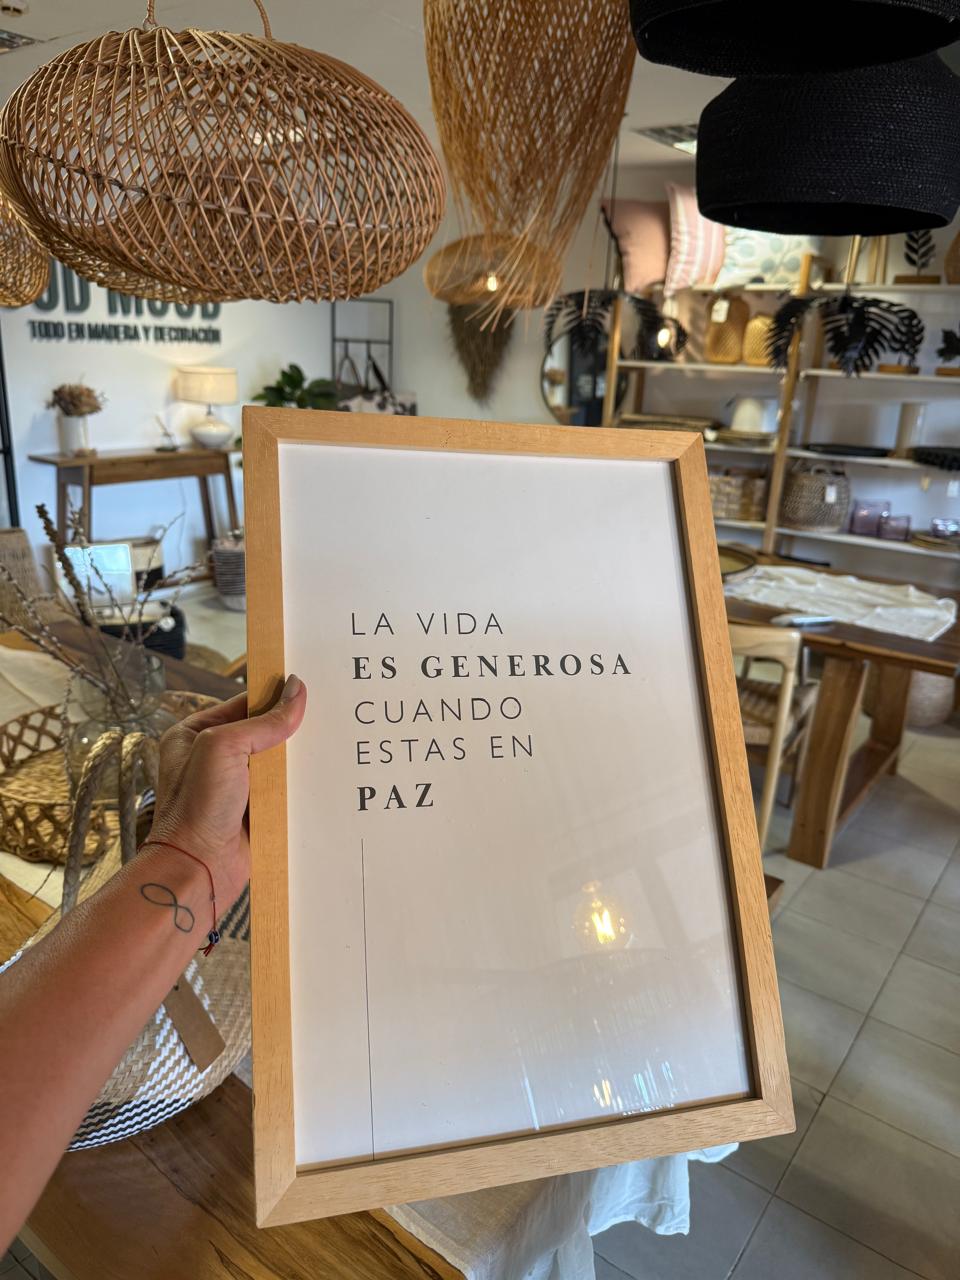 TODO EN MADERA Y DECORACIÓN
LA VIDA
ES GENEROSA
CUANDO
ESTAS EN
PAZ